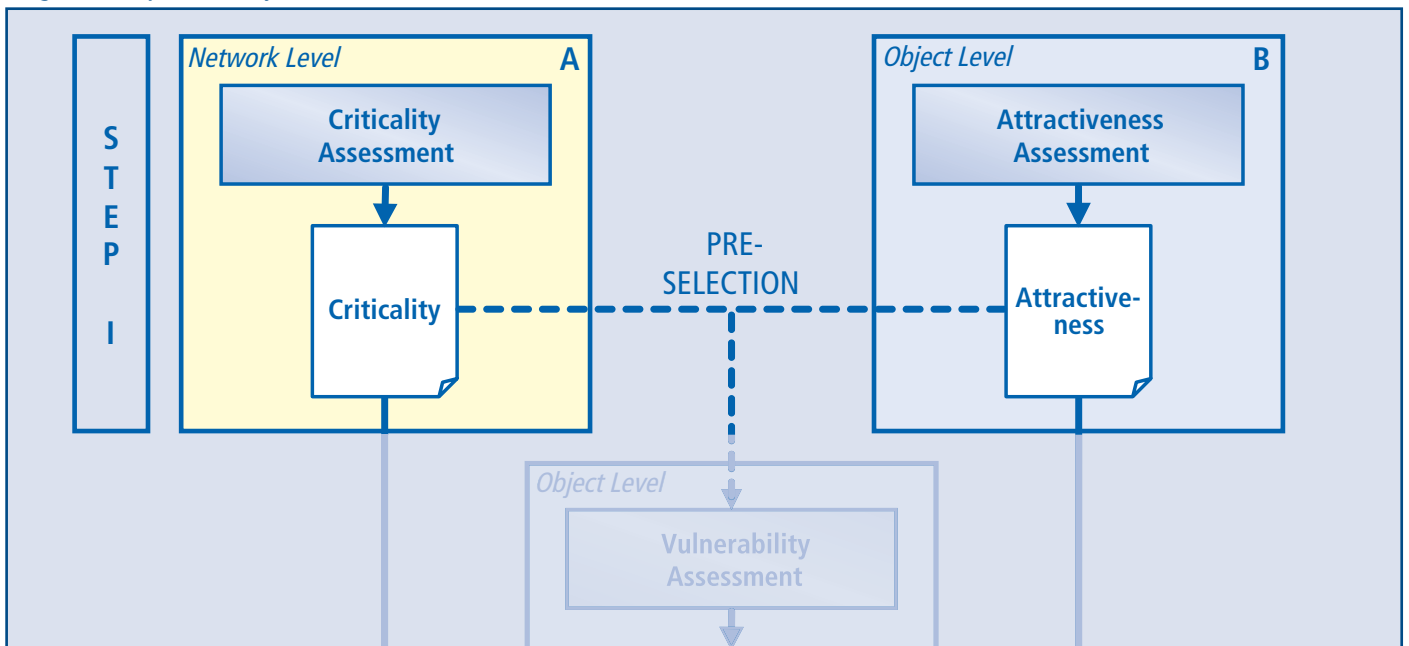 Network Level
A
Object Level
B
S
T
E
P
I
Criticality
Assessment
Attractiveness
Assessment
PRE-
SELECTION
Criticality
Attractive-
ness
Object Level
Vulnerability
Assessment